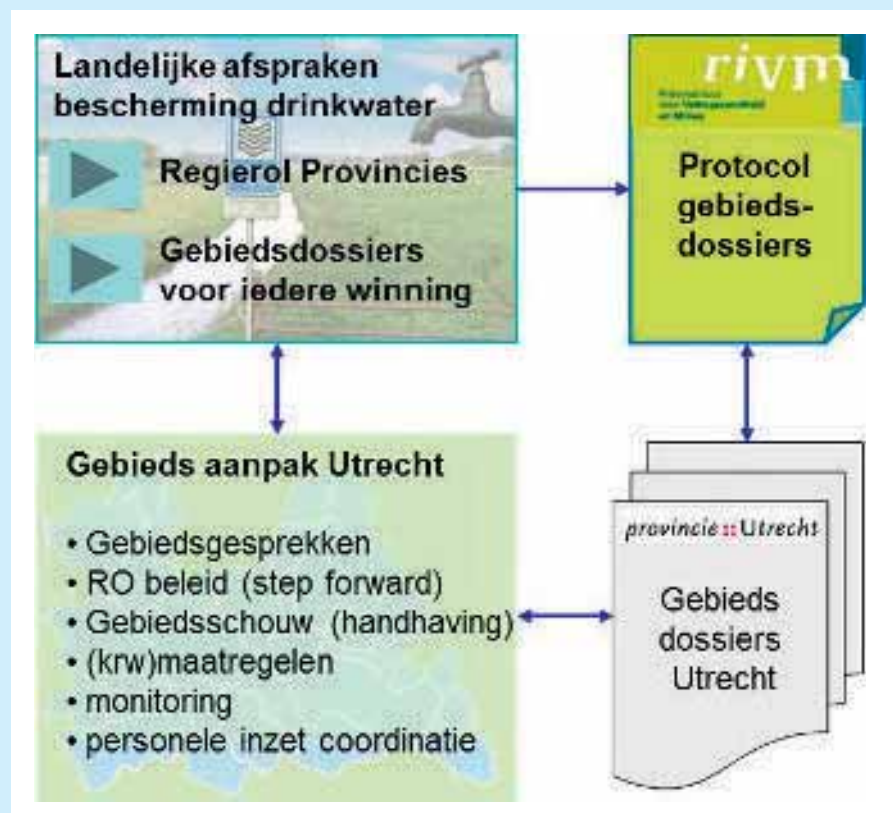 Landelijke afspraken
bescherming drinkwater
Regierol Provincies
Gebiedsdossiers
voor iedere winning
rivm
Protocol
gebieds-
dossiers
Gebieds aanpak Utrecht
• Gebiedsgesprekken
• RO beleid (step forward)
• Gebiedsschouw (handhaving)
• (krw)maatregelen
• monitoring
• personele inzet coordinatie
provincie :: Utrecht
Gebieds
dossiers
Utrecht